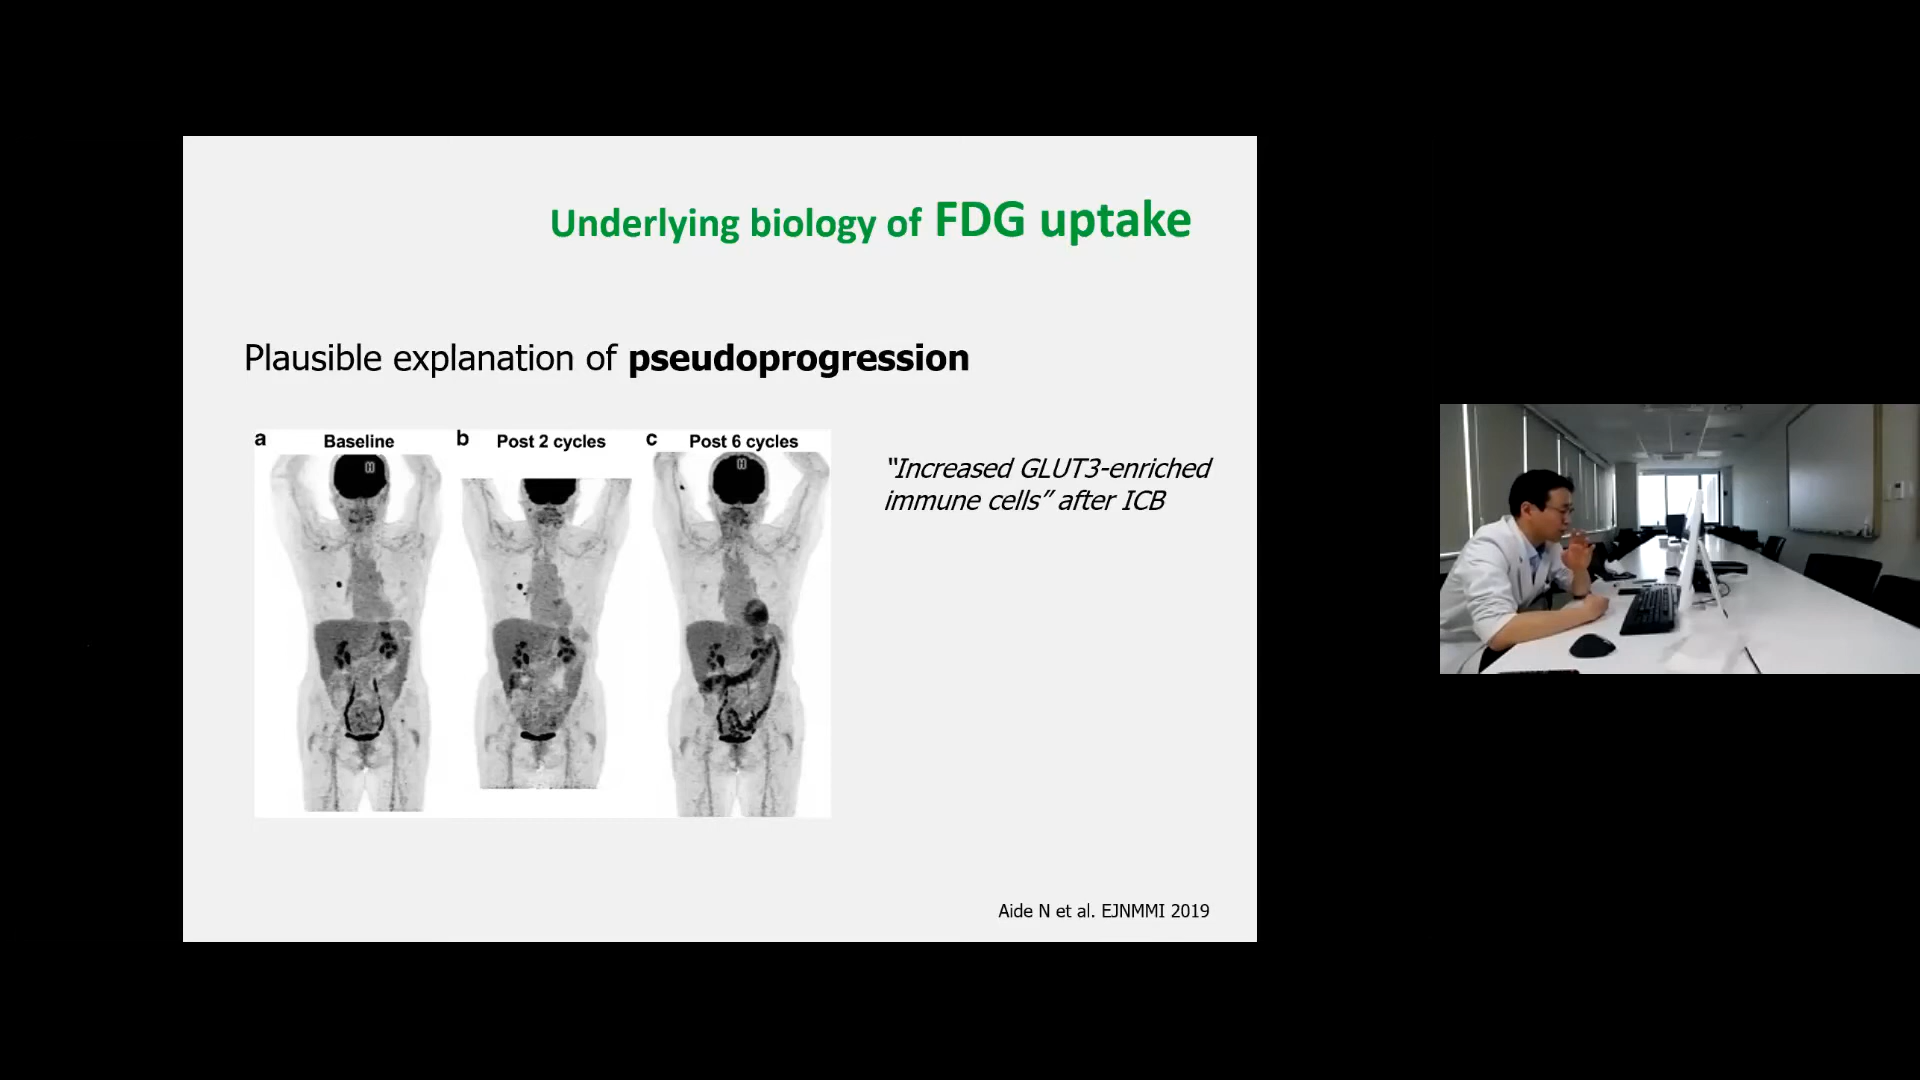 Underlying biology of FDG uptake
Plausible explanation of pseudoprogression
a Baseline b Post 2 cycles c Post 6 cycles
“Increased GLUT3-enriched
immune cells” after ICB
Aide N et al. EJNMMI 2019